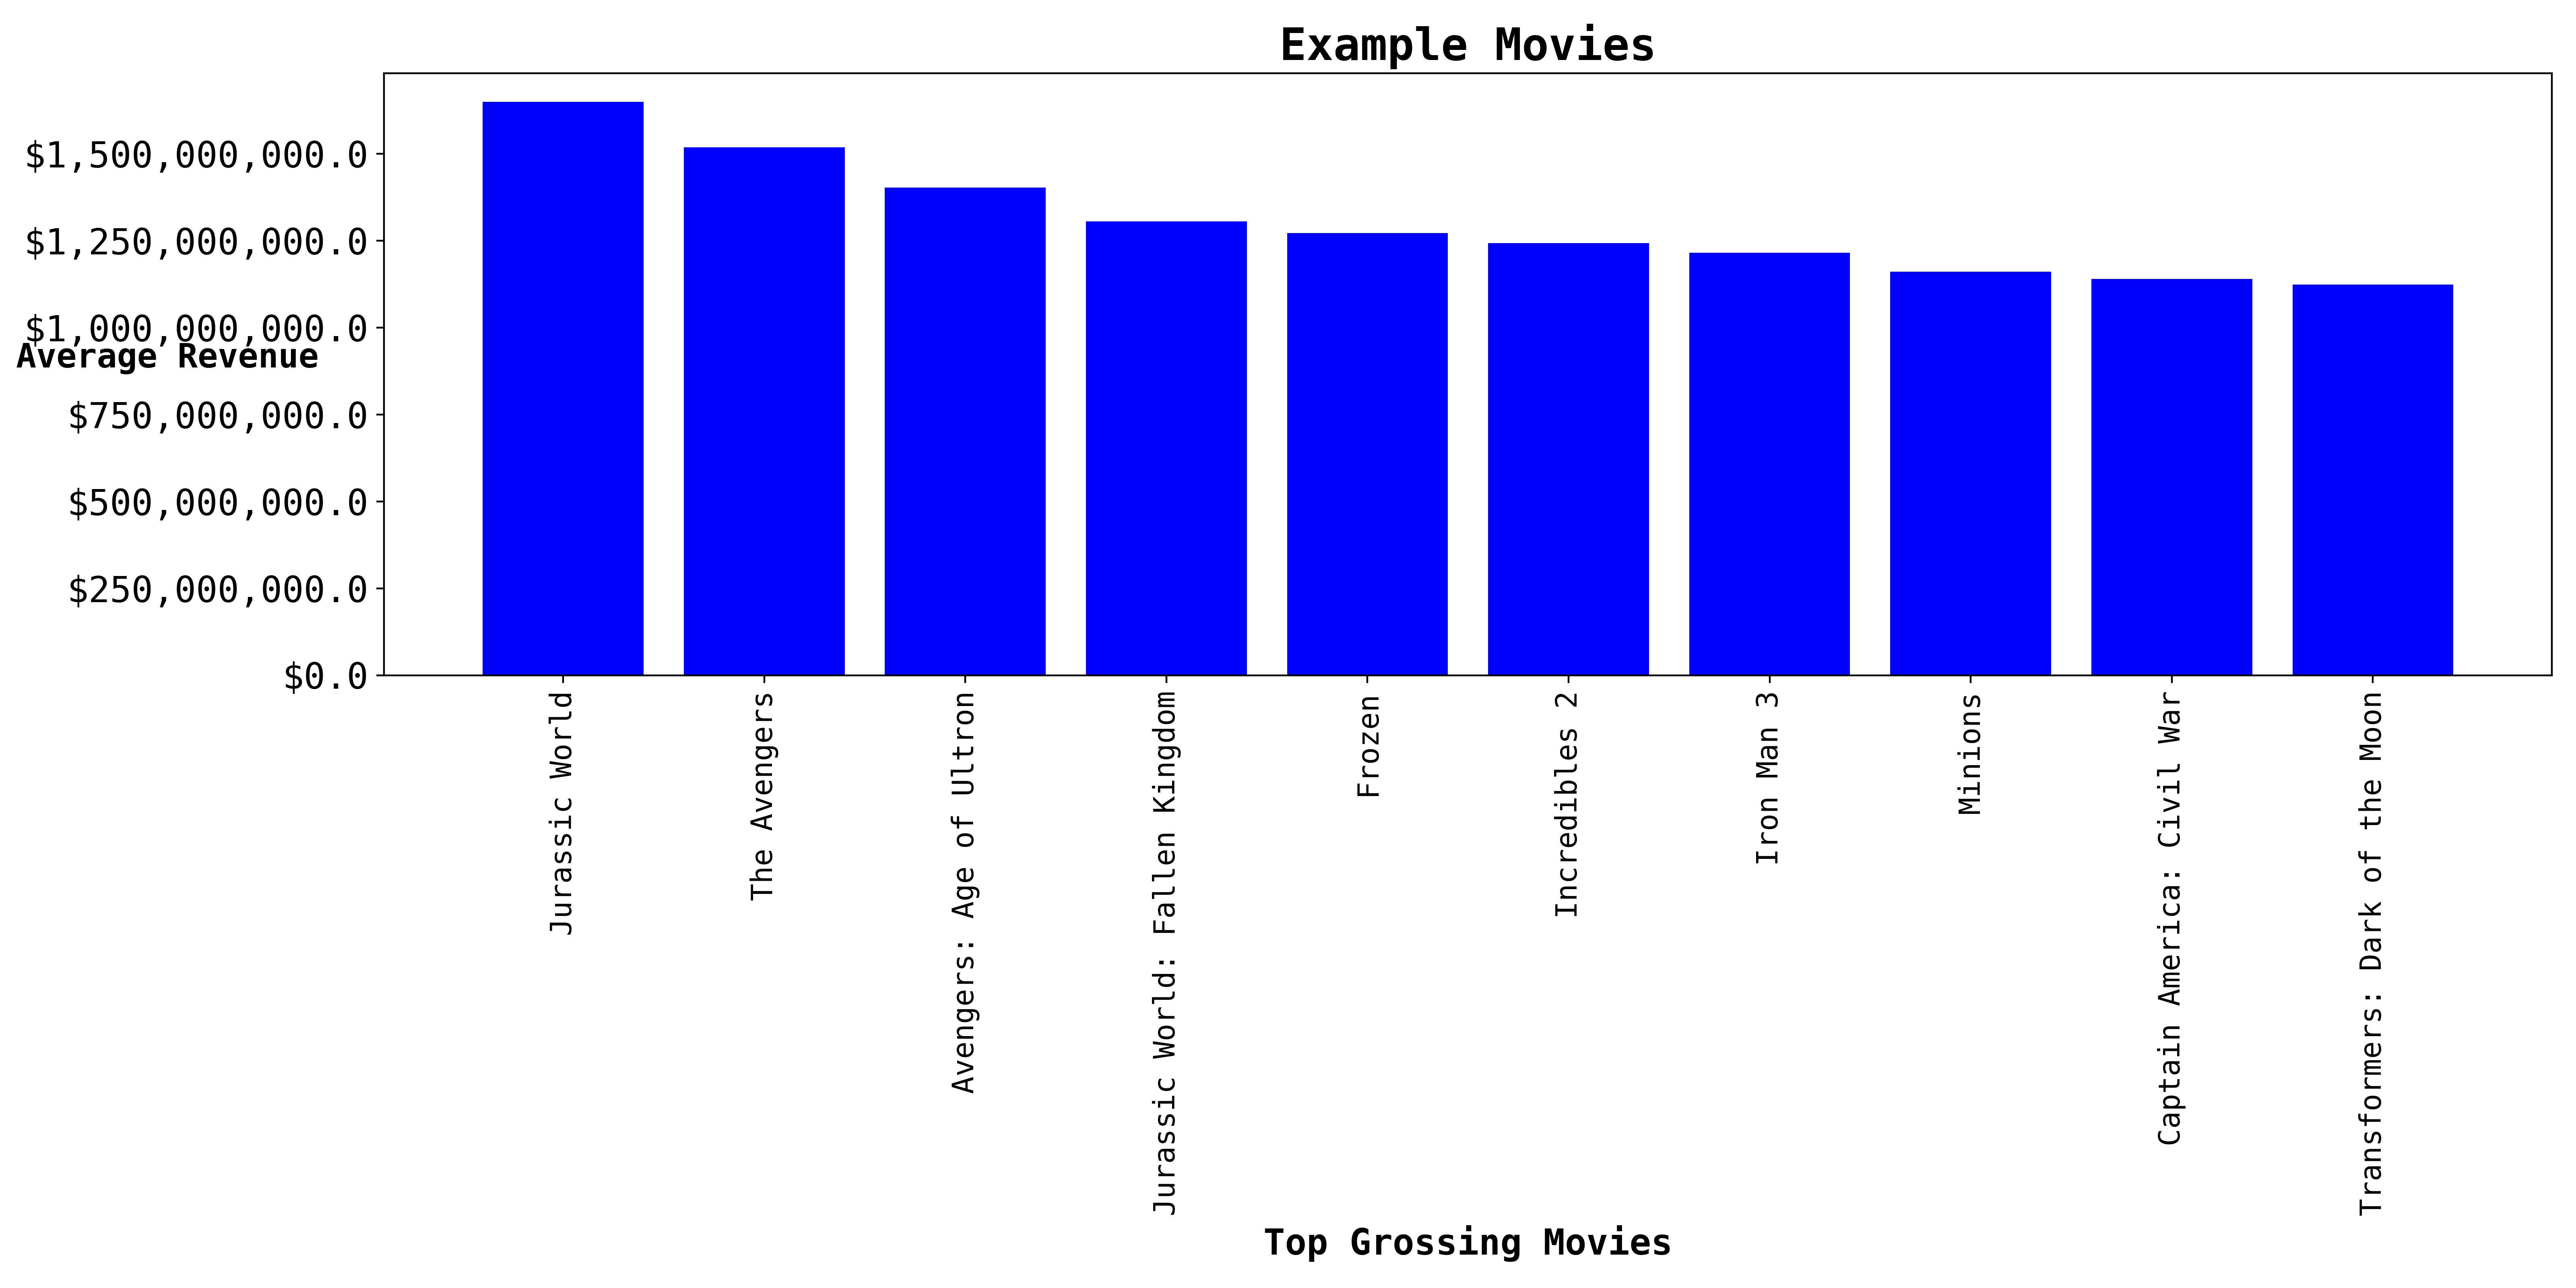 Example Movies
$1,500,000,000.0
$1,250,000,000.0
$1,000,000,000.0
Average Revenue
$750,000,000.0
$500,000,000.0
$250,000,000.0
$0.0
Jurassic World
The Avengers
Avengers: Age of Ultron
Jurassic World: Fallen Kingdom
Frozen
Incredibles 2
Iron Man 3
Minions
Captain America: Civil War
Transformers: Dark of the Moon
Top Grossing Movies